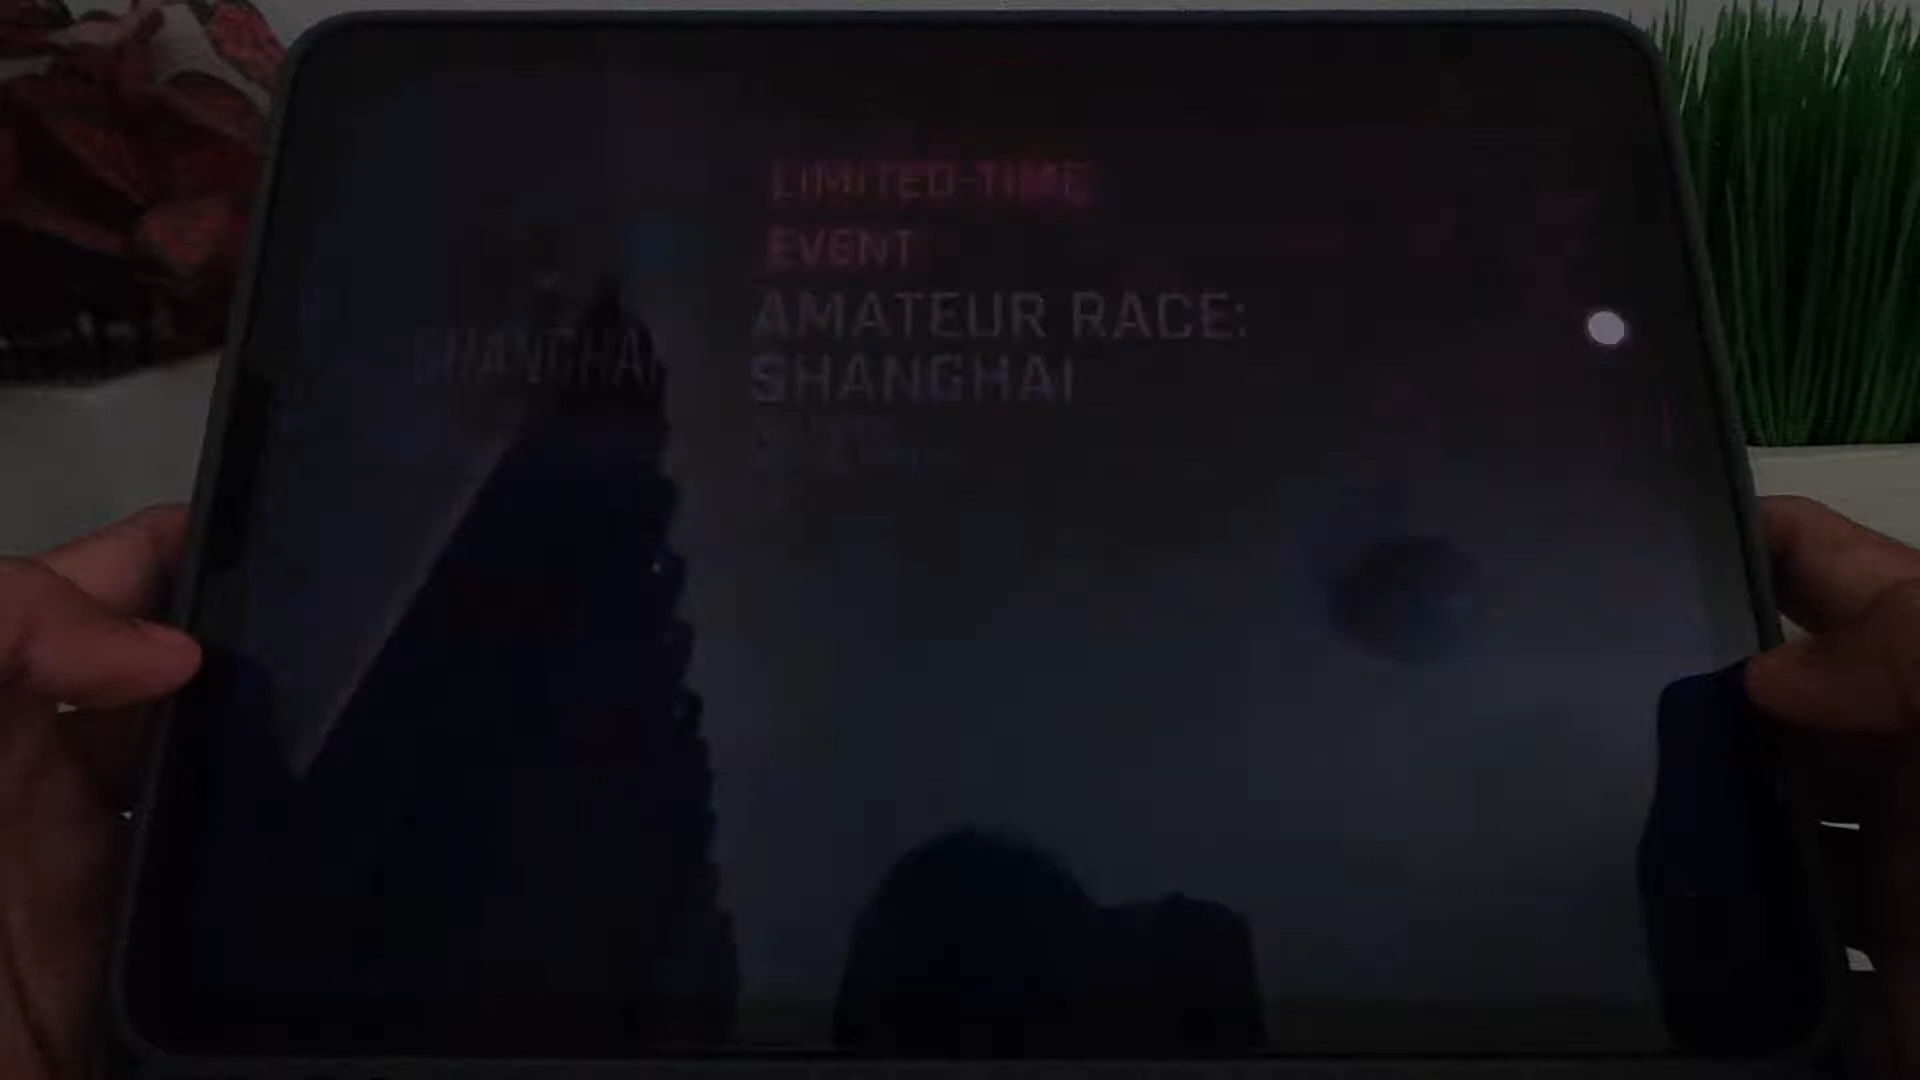 LIMITED-TIME
EVENT
AMATEUR RACE:
SHANGHAI
SHANGHAI